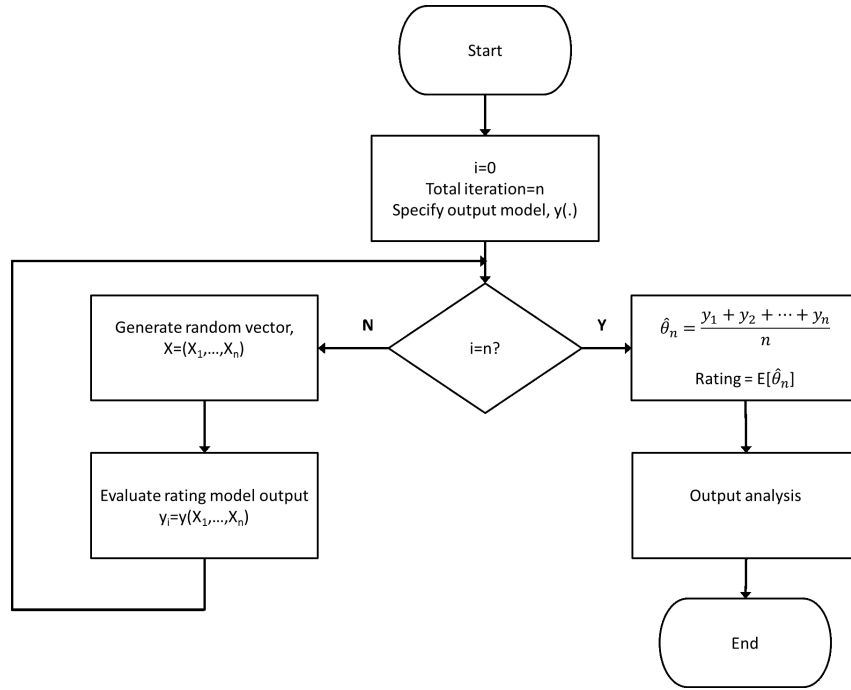 Start
i=0
Total iteration=n
Specify output model, y(.)
i=n?
N
Generate random vector,
X=(X₁,...,Xₙ)
Evaluate rating model output
yᵢ=y(X₁,...,Xₙ)
Y
θ̂ₙ = (y₁ + y₂ + ⋯ + yₙ) / n
Rating = E[θ̂ₙ]
Output analysis
End